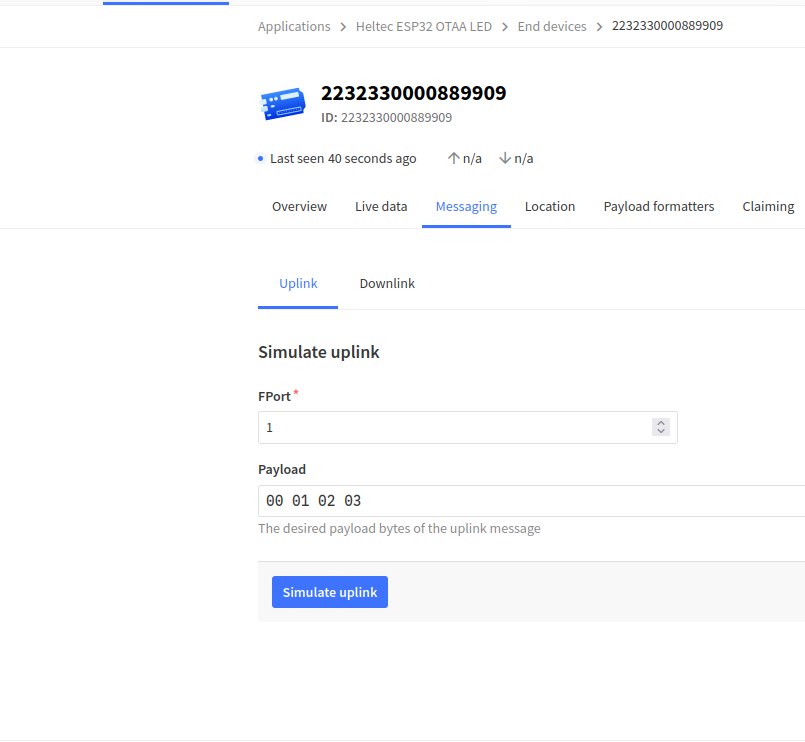 Applications > Heltec ESP32 OTAA LED > End devices > 2232330000889909
2232330000889909
ID: 2232330000889909
Last seen 40 seconds ago ↑ n/a ↓ n/a
Overview Live data Messaging Location Payload formatters Claiming
Uplink Downlink
Simulate uplink
FPort *
1
Payload
00 01 02 03
The desired payload bytes of the uplink message
Simulate uplink